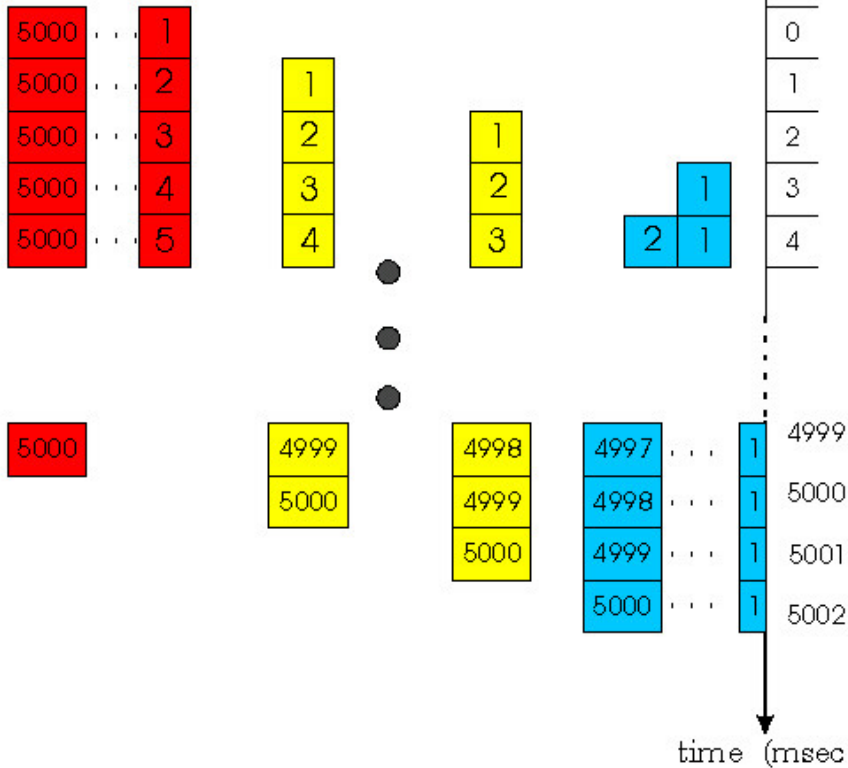 5000 · · · 1 0
5000 · · · 2 1 1
5000 · · · 3 2 1 2
5000 · · · 4 3 2 1 3
5000 · · · 5 4 3 2 1 4
5000 4999 4998 4997 · · · 1 4999
5000 4999 4998 · · · 1 5000
5000 4999 · · · 1 5001
5000 · · · 1 5002
time (msec